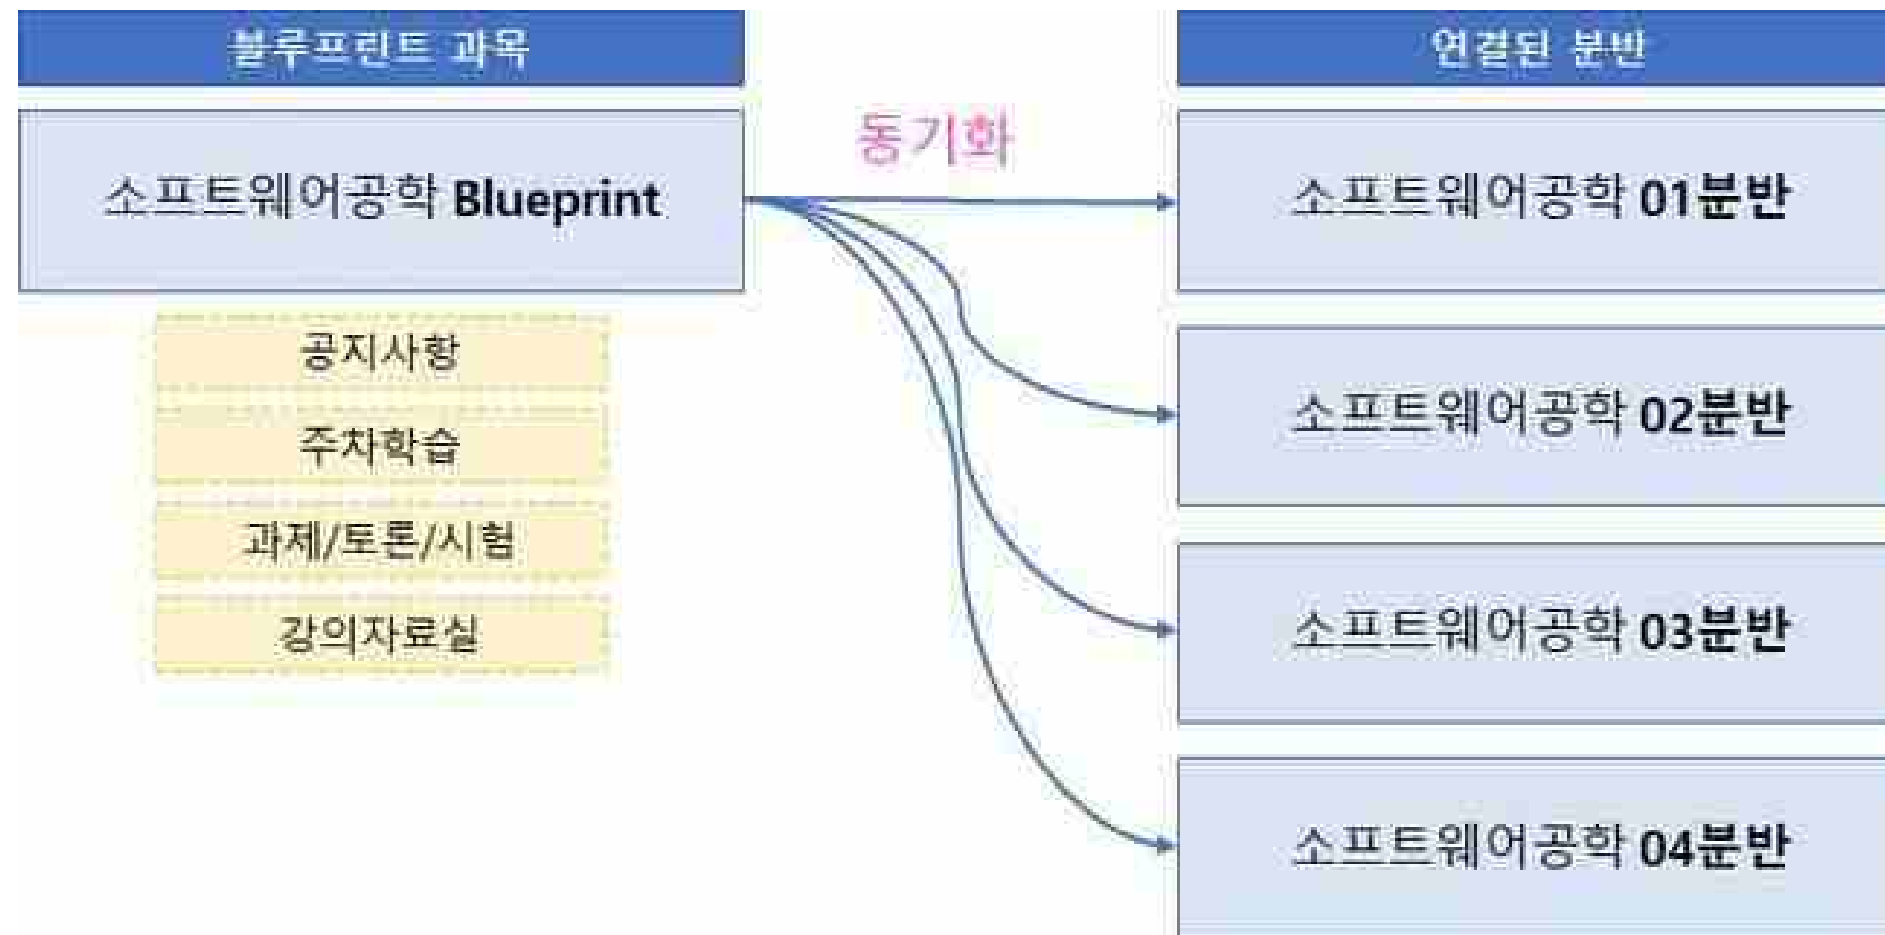 블루프린트 과목
연결된 분반
동기화
소프트웨어공학 Blueprint
소프트웨어공학 01분반
공지사항
주차학습
소프트웨어공학 02분반
과제/토론/시험
강의자료실
소프트웨어공학 03분반
소프트웨어공학 04분반